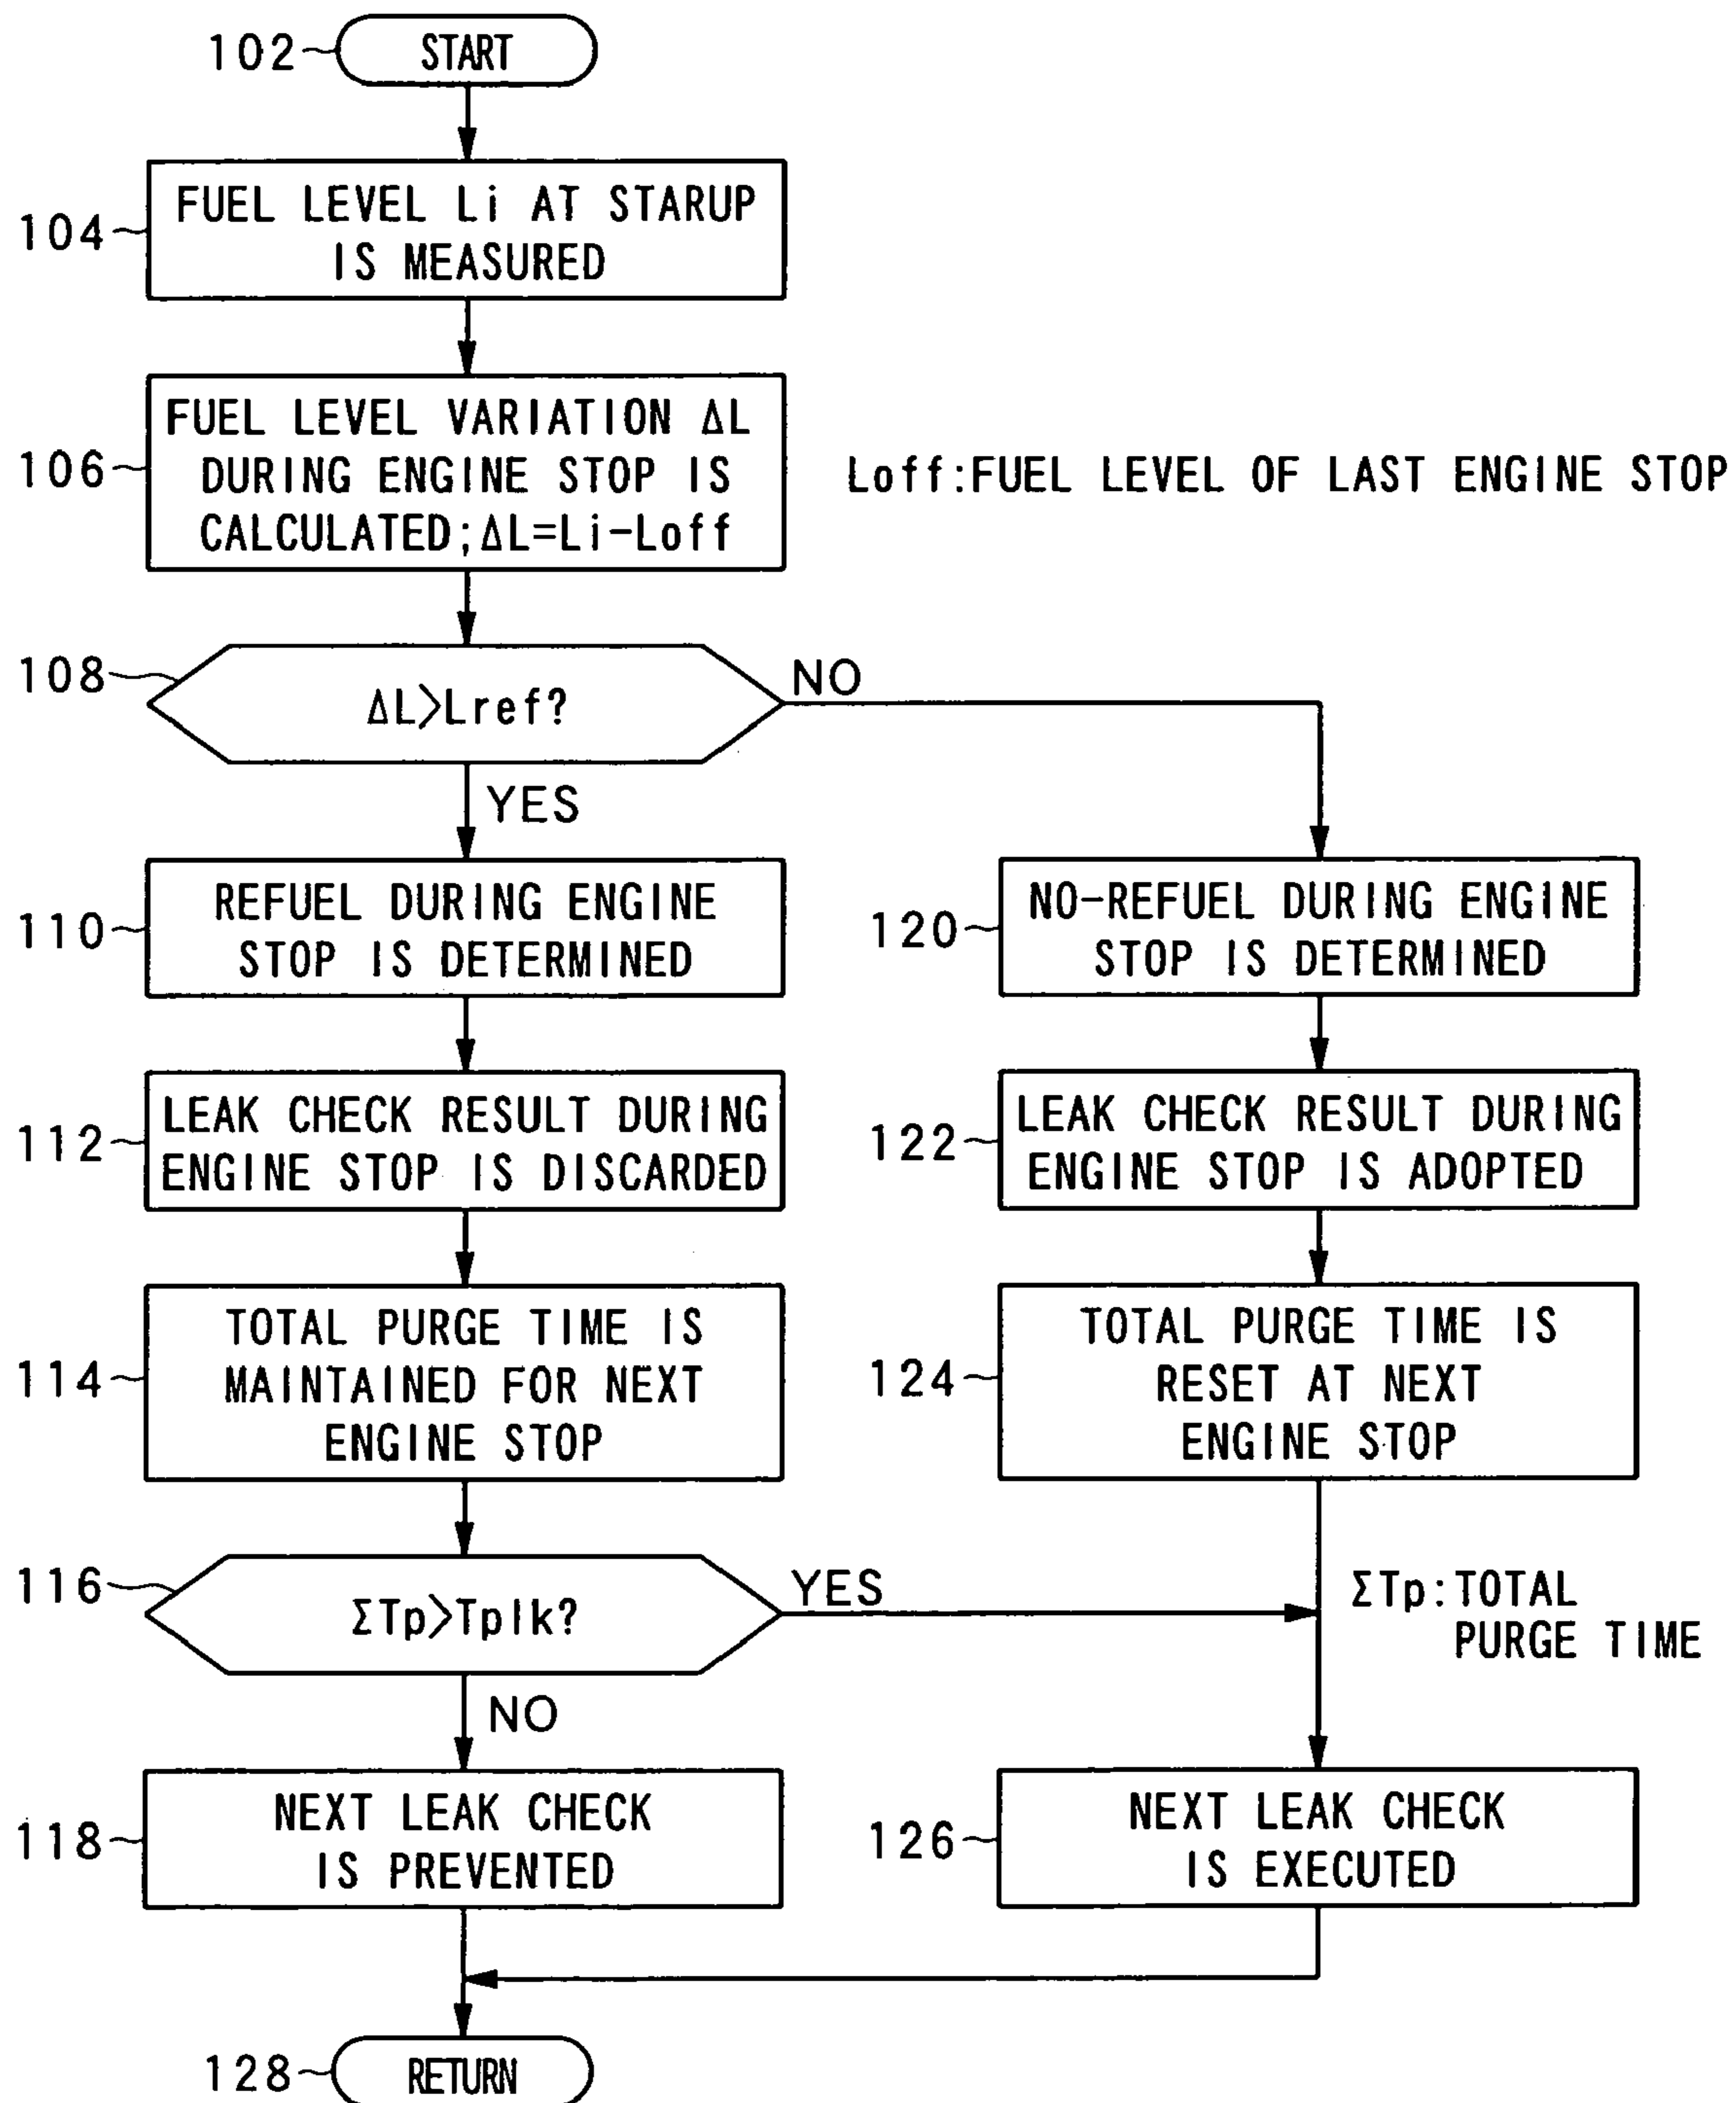 102
START
104
FUEL LEVEL Li AT STARUP
IS MEASURED
106
FUEL LEVEL VARIATION ΔL
DURING ENGINE STOP IS
CALCULATED;ΔL=Li-Loff
Loff:FUEL LEVEL OF LAST ENGINE STOP
108
ΔL>Lref?
NO
YES
110
REFUEL DURING ENGINE
STOP IS DETERMINED
120
NO-REFUEL DURING ENGINE
STOP IS DETERMINED
112
LEAK CHECK RESULT DURING
ENGINE STOP IS DISCARDED
122
LEAK CHECK RESULT DURING
ENGINE STOP IS ADOPTED
114
TOTAL PURGE TIME IS
MAINTAINED FOR NEXT
ENGINE STOP
124
TOTAL PURGE TIME IS
RESET AT NEXT
ENGINE STOP
116
ΣTp>Tplk?
YES
ΣTp:TOTAL
PURGE TIME
NO
118
NEXT LEAK CHECK
IS PREVENTED
126
NEXT LEAK CHECK
IS EXECUTED
128
RETURN